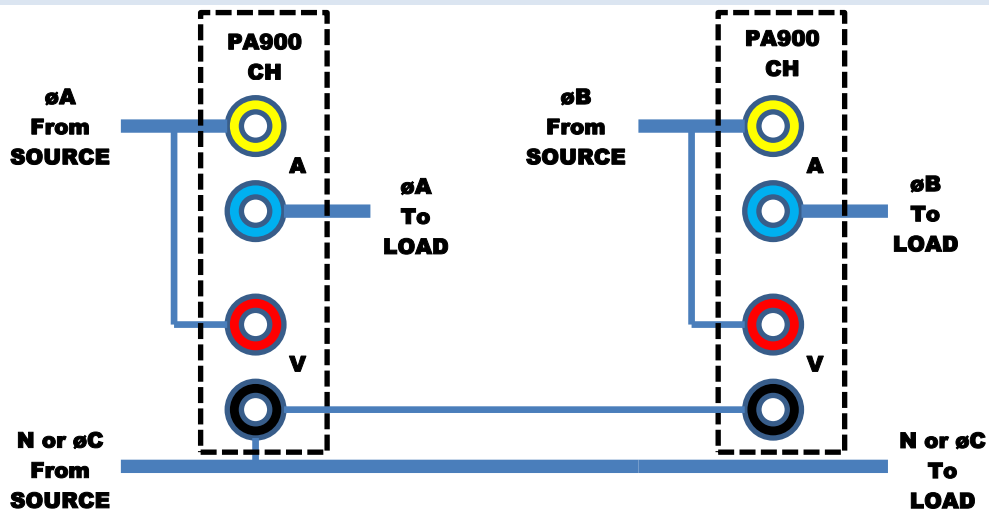 PA900
CH
øA
From
SOURCE
A
øA
To
LOAD
V
N or øC
From
SOURCE
PA900
CH
øB
From
SOURCE
A
øB
To
LOAD
V
N or øC
To
LOAD